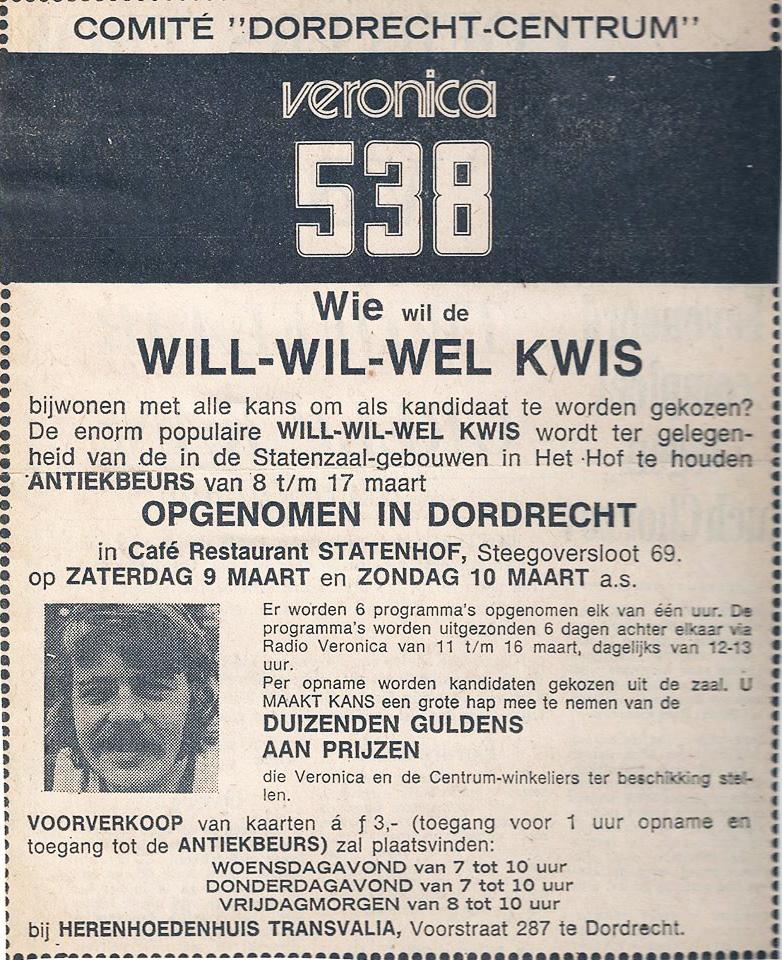 COMITÉ "DORDRECHT-CENTRUM"
veronica
538
Wie wil de
WILL-WIL-WEL KWIS
bijwonen met alle kans om als kandidaat te worden gekozen?
De enorm populaire WILL-WIL-WEL KWIS wordt ter gelegen-
heid van de in de Statenzaal-gebouwen in Het Hof te houden
ANTIEKBEURS van 8 t/m 17 maart
OPGENOMEN IN DORDRECHT
in Café Restaurant STATENHOF, Steegoversloot 69.
op ZATERDAG 9 MAART en ZONDAG 10 MAART a.s.
Er worden 6 programma's opgenomen elk van één uur. De
programma's worden uitgezonden 6 dagen achter elkaar via
Radio Veronica van 11 t/m 16 maart, dagelijks van 12-13
uur.
Per opname worden kandidaten gekozen uit de zaal. U
MAAKT KANS een grote hap mee te nemen van de
DUIZENDEN GULDENS
AAN PRIJZEN
die Veronica en de Centrum-winkeliers ter beschikking stel-
len.
VOORVERKOOP van kaarten á ƒ 3,- (toegang voor 1 uur opname en
toegang tot de ANTIEKBEURS) zal plaatsvinden:
WOENSDAGAVOND van 7 tot 10 uur
DONDERDAGAVOND van 7 tot 10 uur
VRIJDAGMORGEN van 8 tot 10 uur
bij HERENHOEDENHUIS TRANSVALIA, Voorstraat 287 te Dordrecht.